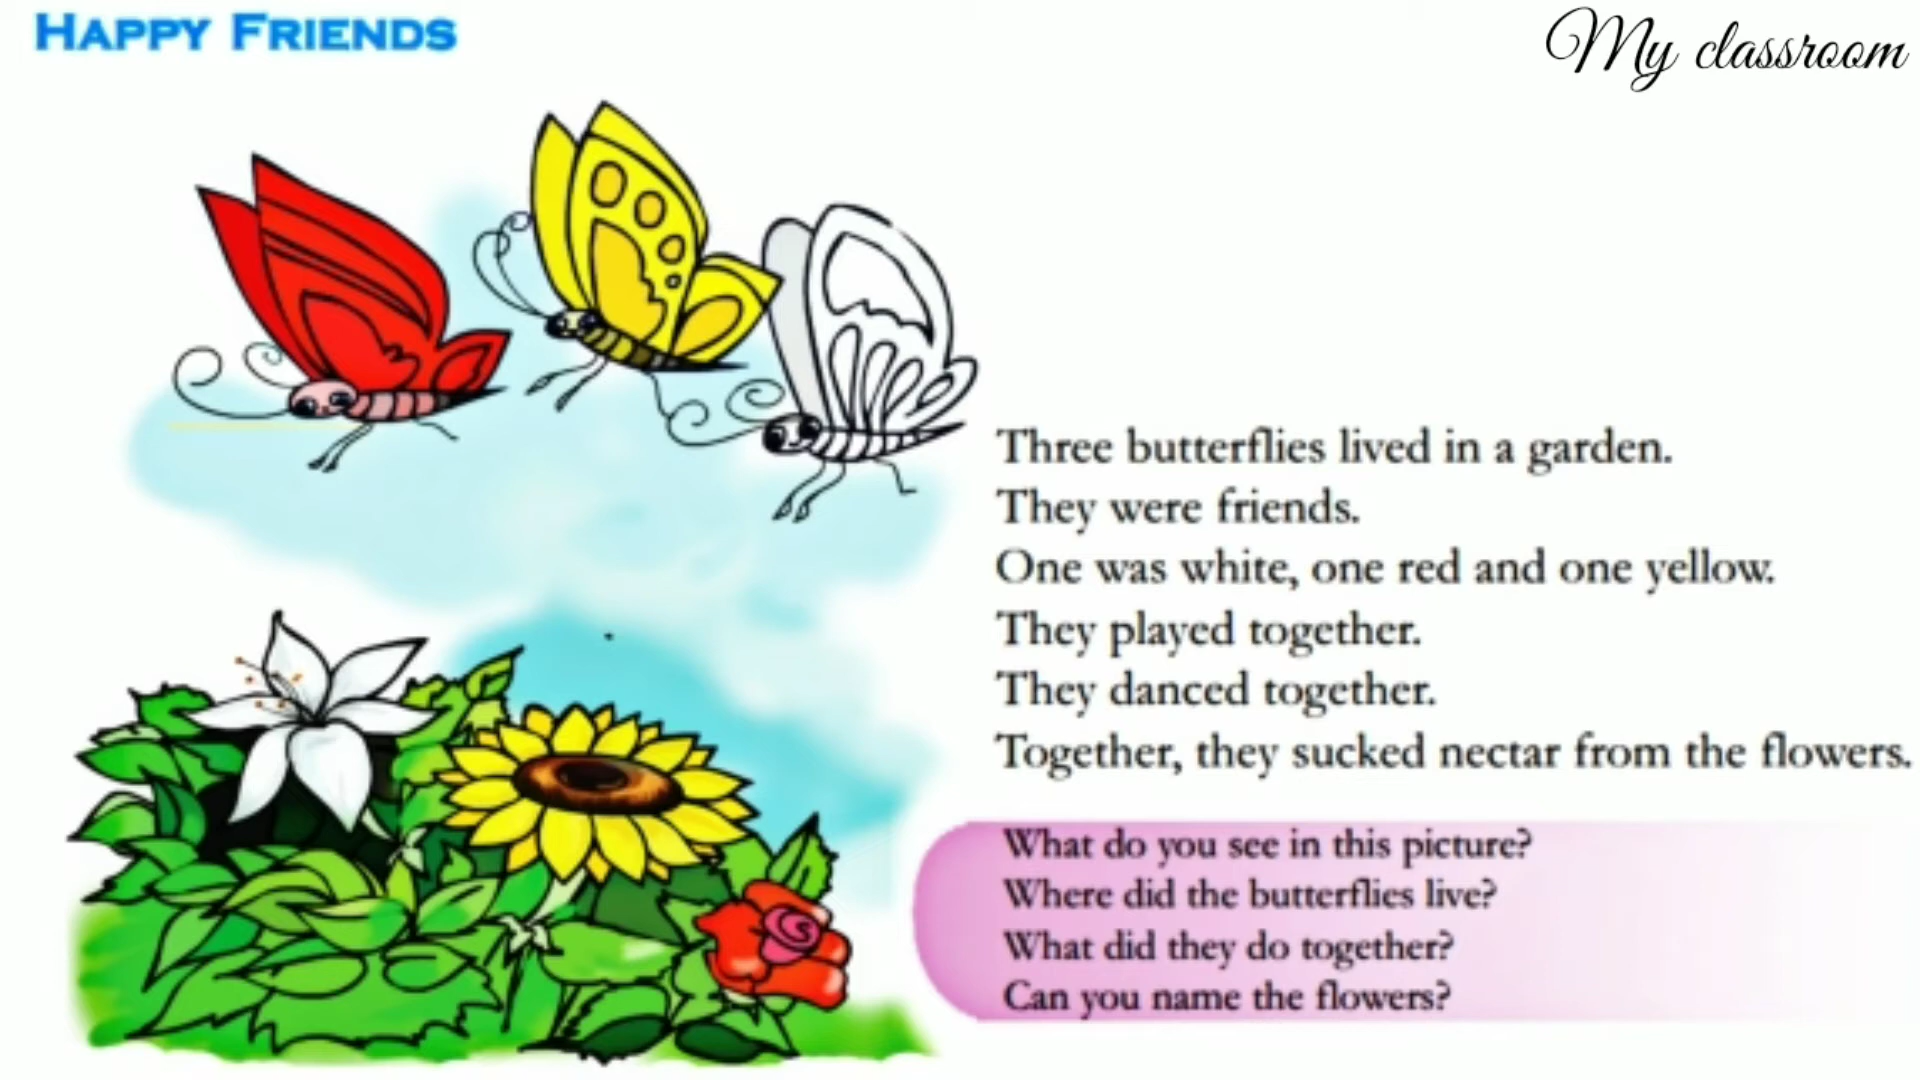 HAPPY FRIENDS
My classroom
Three butterflies lived in a garden.
They were friends.
One was white, one red and one yellow.
They played together.
They danced together.
Together, they sucked nectar from the flowers.
What do you see in this picture?
Where did the butterflies live?
What did they do together?
Can you name the flowers?